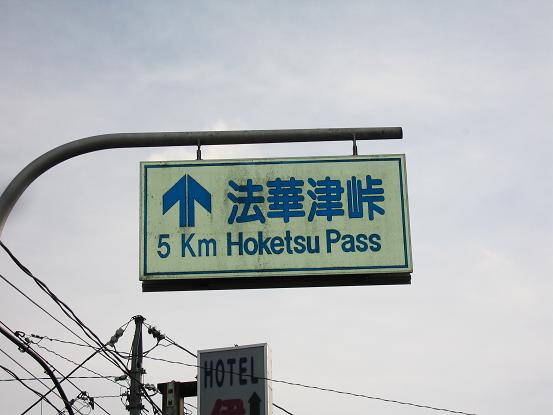 法華津峠
5 Km Hoketsu Pass
HOTEL